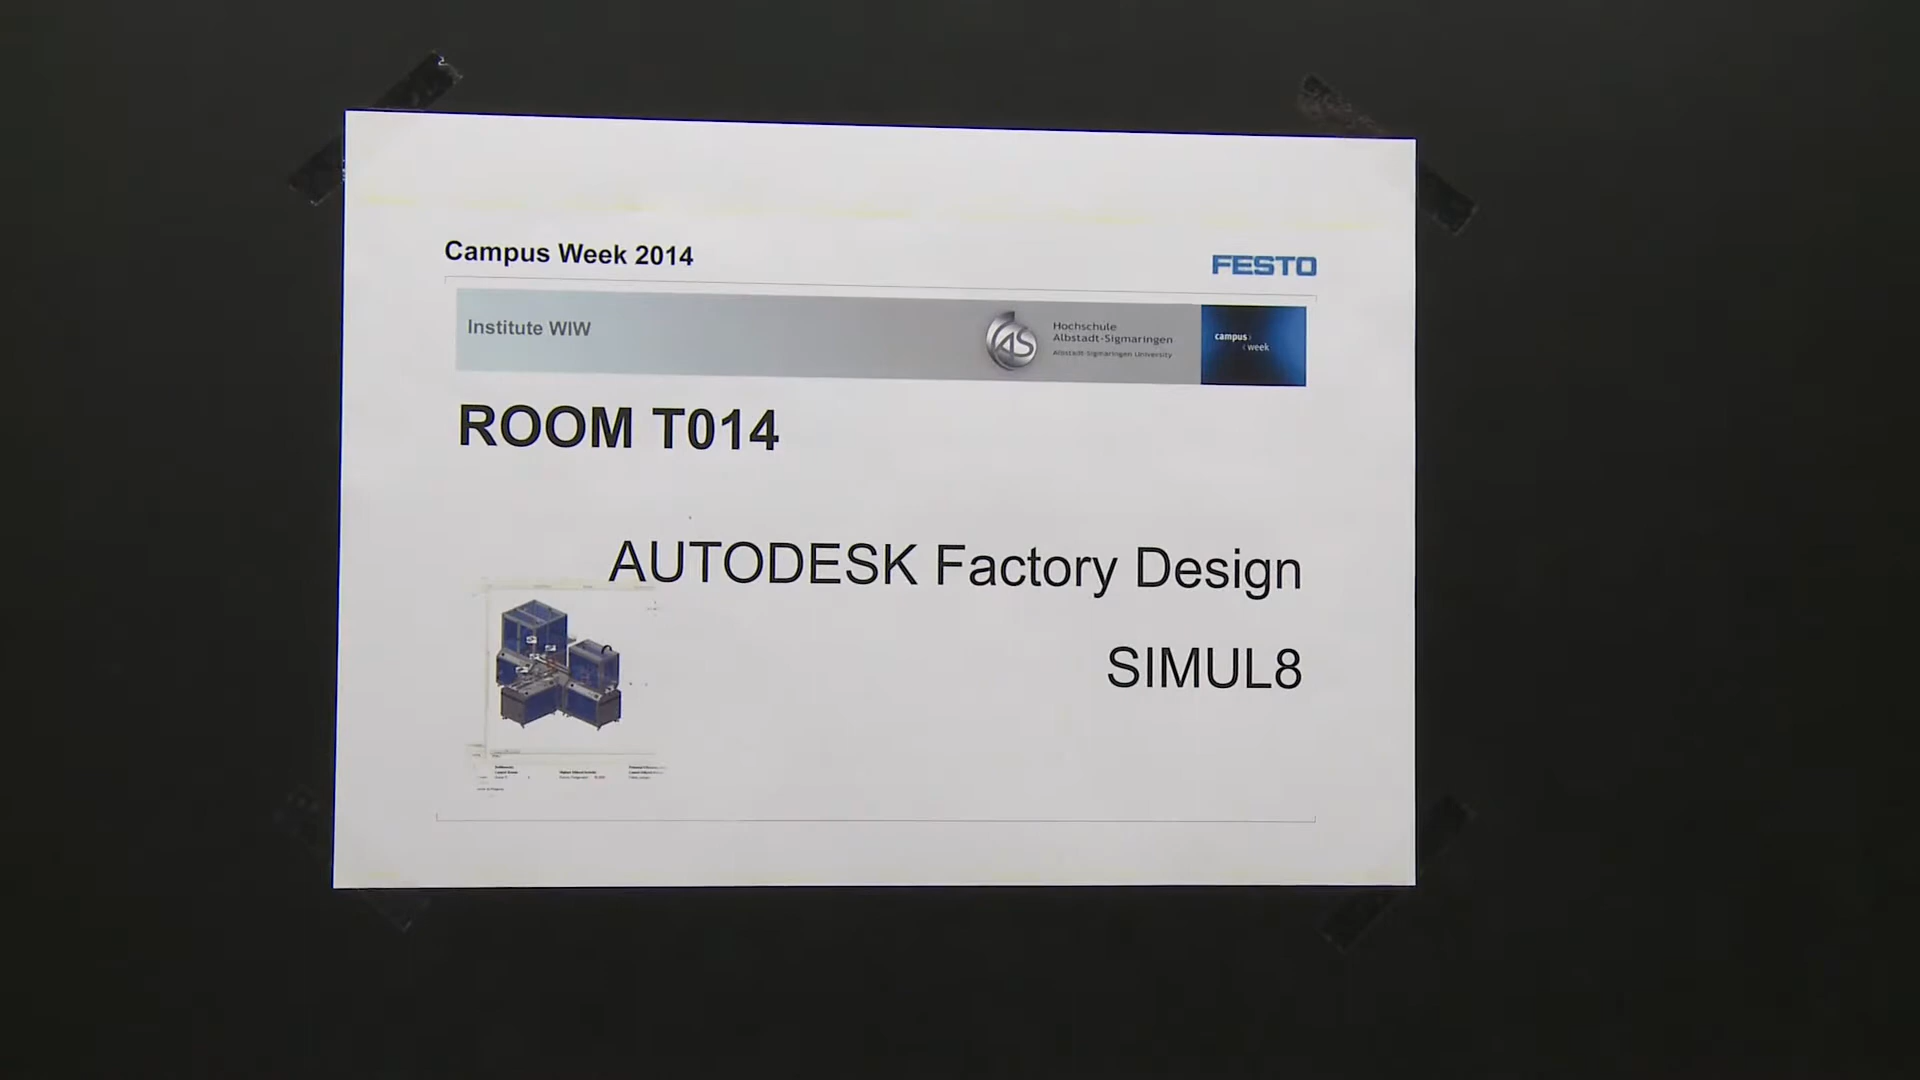 Campus Week 2014
FESTO
Institute WIW
Hochschule
Albstadt-Sigmaringen
Albstadt-Sigmaringen University
campus
week
ROOM T014
AUTODESK Factory Design
SIMUL8